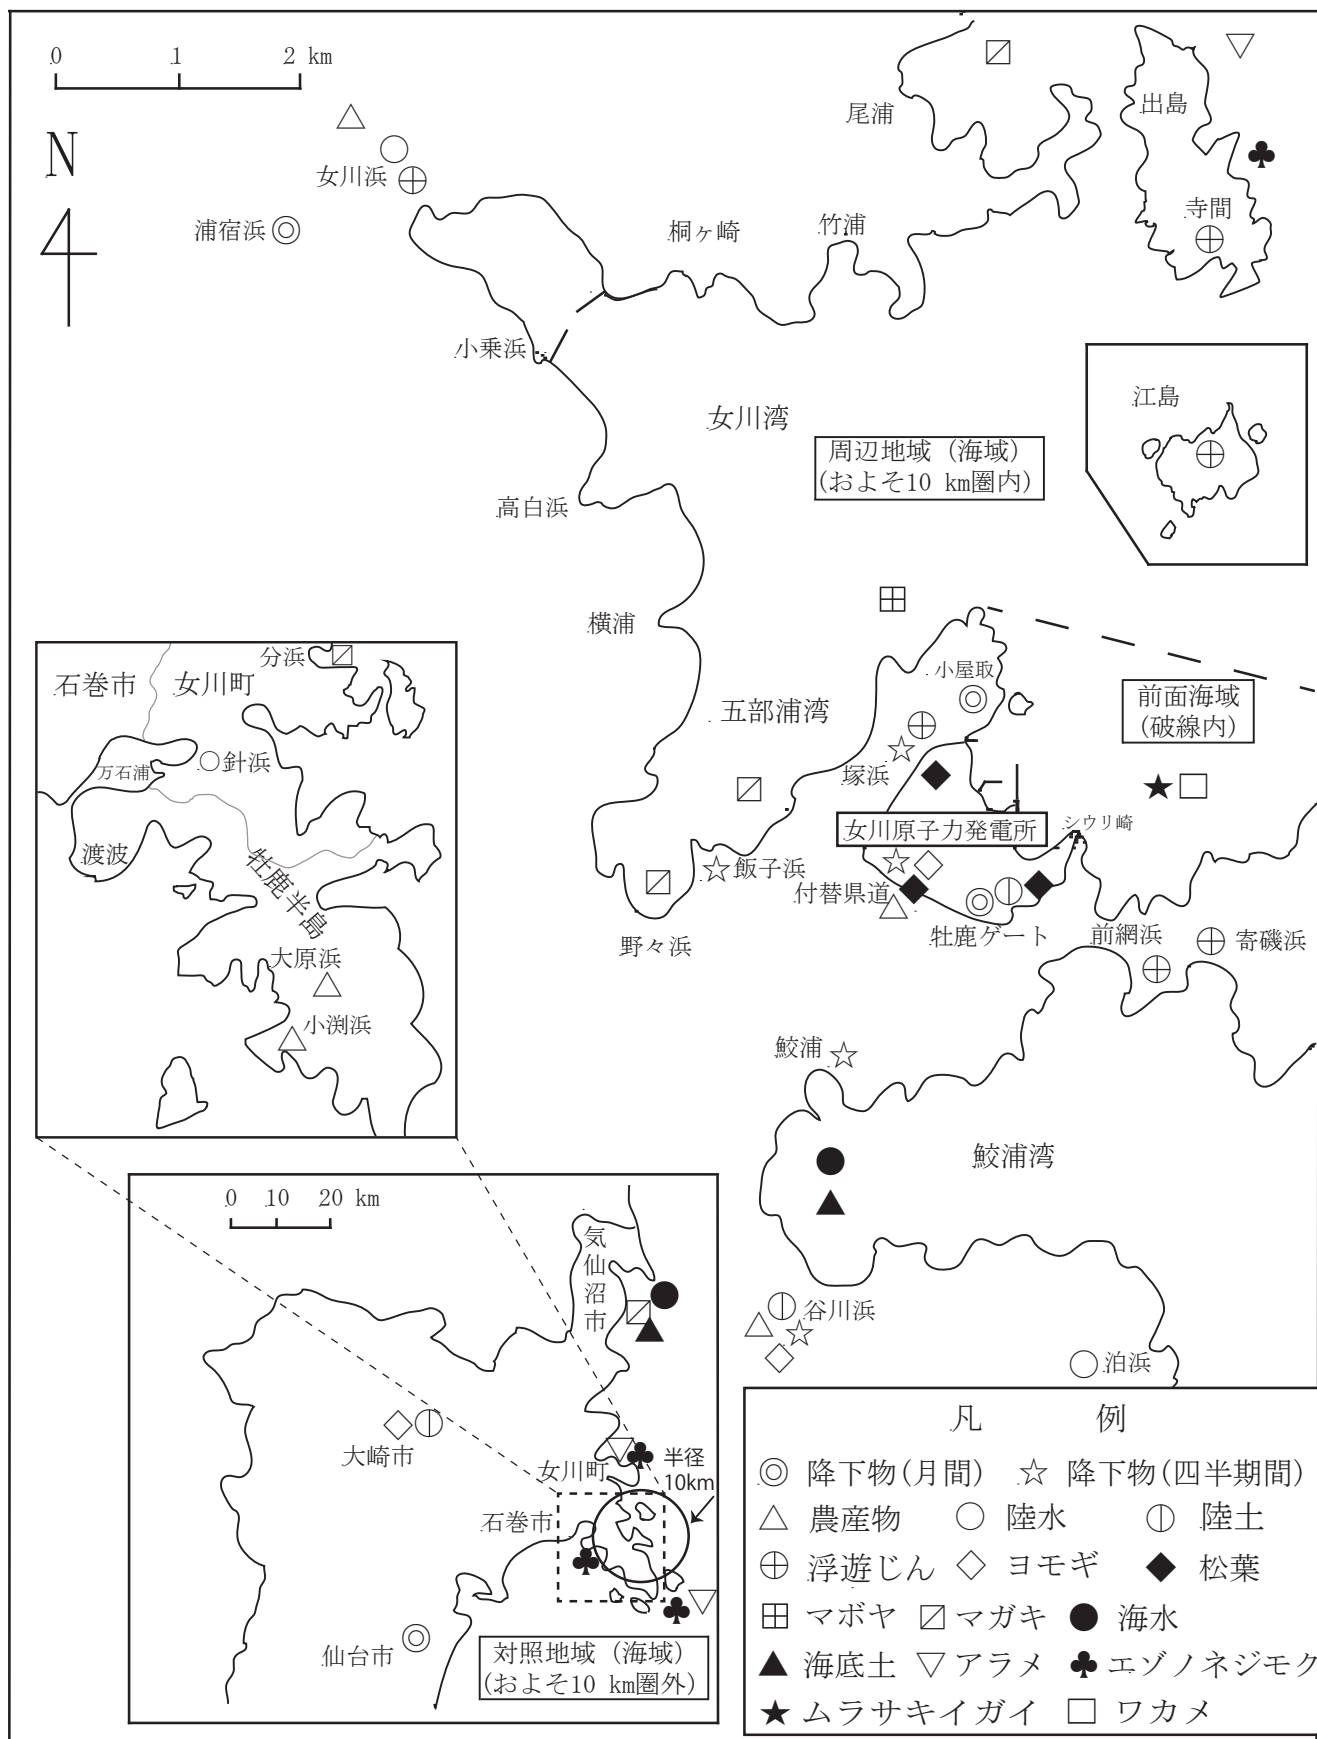 0 1 2 km
N
尾浦
出島
女川浜
浦宿浜
寺間
桐ヶ崎
竹浦
小乗浜
女川湾
江島
周辺地域（海域）
(およそ10 km圏内)
高白浜
横浦
小屋取
前面海域
(破線内)
五部浦湾
塚浜
女川原子力発電所
シウリ崎
飯子浜
付替県道
野々浜
牡鹿ゲート
前網浜
寄磯浜
鮫浦
鮫浦湾
谷川浜
泊浜
分浜
石巻市
女川町
万石浦
針浜
渡波
牡鹿半島
大原浜
小渕浜
0 10 20 km
気仙沼市
大崎市
女川町
半径
10km
石巻市
仙台市
対照地域（海域）
(およそ10 km圏外)
凡 例
降下物(月間) 降下物(四半期間)
農産物 陸水 陸土
浮遊じん ヨモギ 松葉
マボヤ マガキ 海水
海底土 アラメ エゾノネジモク
ムラサキイガイ ワカメ